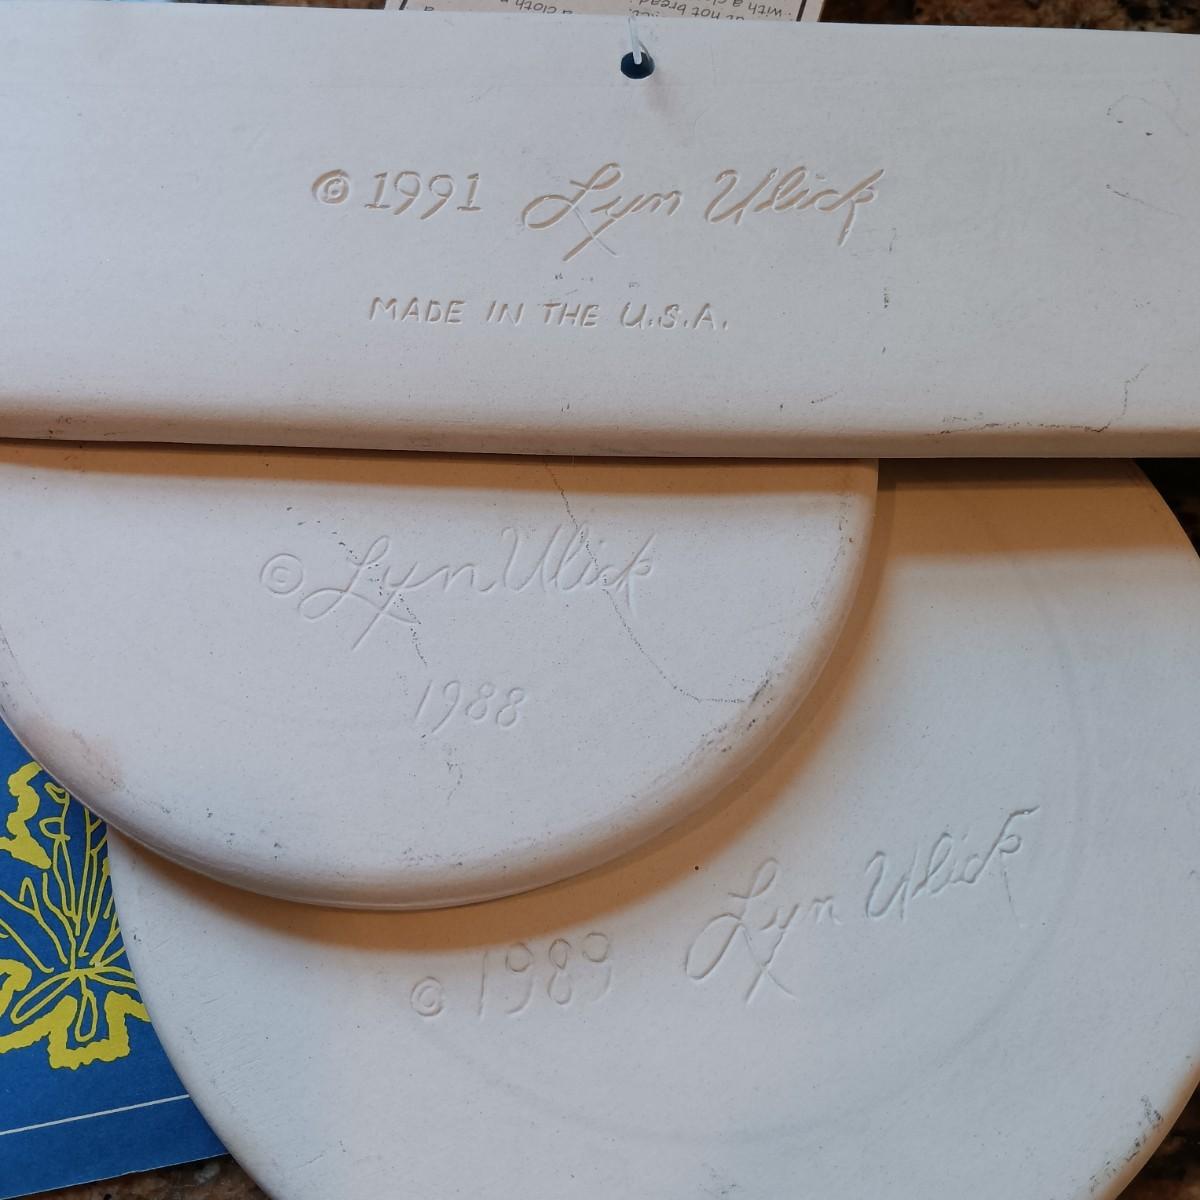 © 1991 Lyn Ulick
MADE IN THE U.S.A.
© Lyn Ulick
1988
© 1989 Lyn Ulick